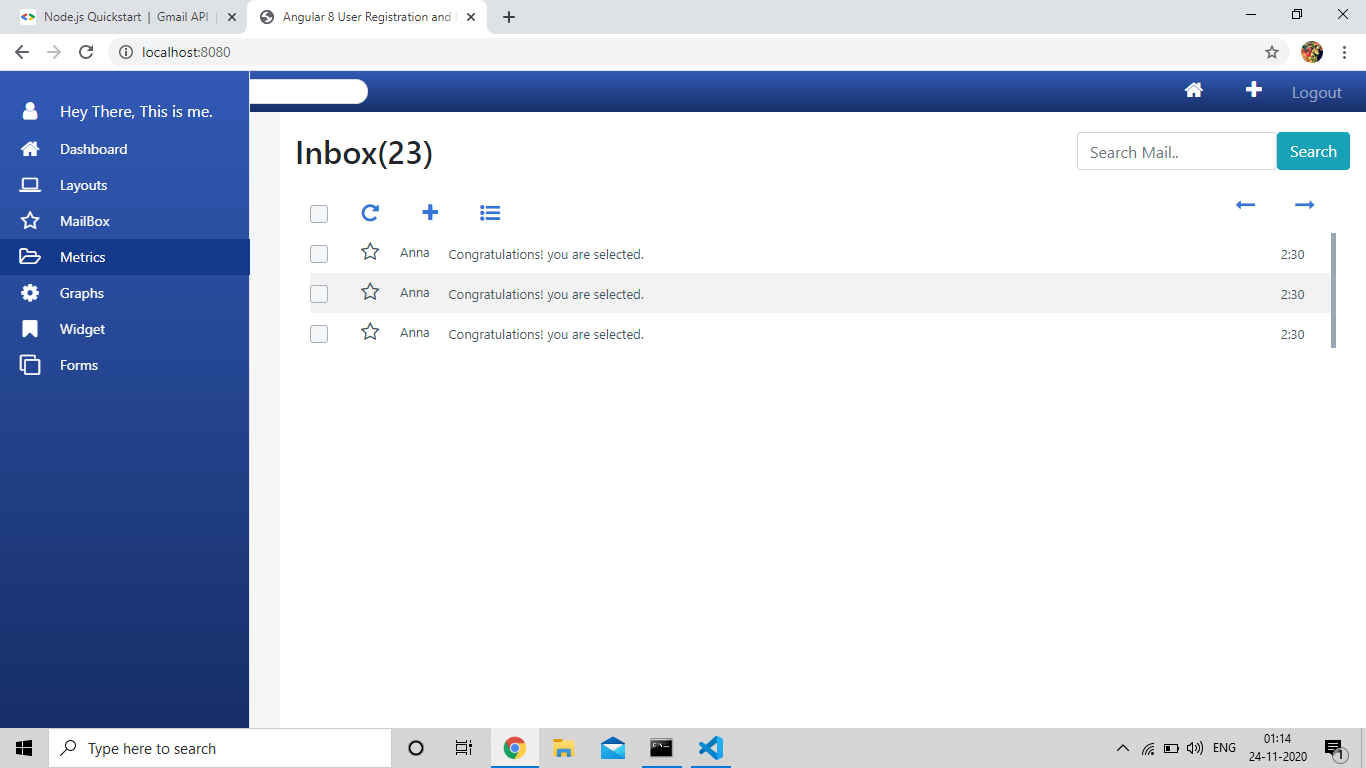 Node.js Quickstart | Gmail API |
Angular 8 User Registration and
localhost:8080
Hey There, This is me.
Dashboard
Layouts
MailBox
Metrics
Graphs
Widget
Forms
Logout
Inbox(23)
Search Mail..
Search
Anna Congratulations! you are selected. 2:30
Anna Congratulations! you are selected. 2:30
Anna Congratulations! you are selected. 2:30
Type here to search
ENG
01:14
24-11-2020
1